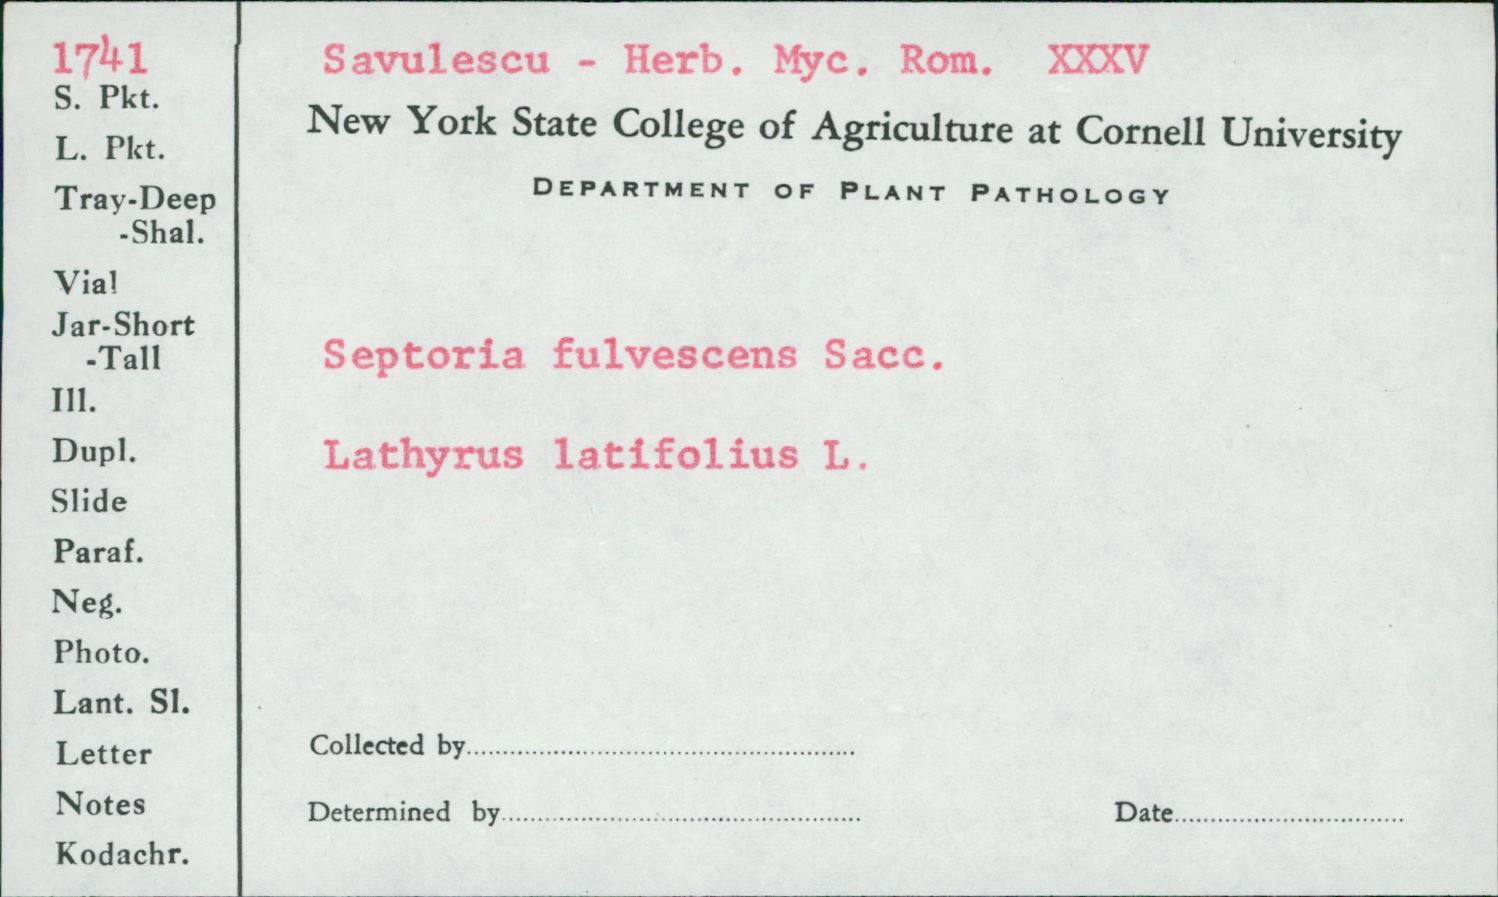 1741
S. Pkt.
L. Pkt.
Tray-Deep
-Shal.
Vial
Jar-Short
-Tall
Ill.
Dupl.
Slide
Paraf.
Neg.
Photo.
Lant. Sl.
Letter
Notes
Kodachr.
Savulescu - Herb. Myc. Rom. XXXV
New York State College of Agriculture at Cornell University
DEPARTMENT OF PLANT PATHOLOGY
Septoria fulvescens Sacc.
Lathyrus latifolius L.
Collected by
Determined by
Date